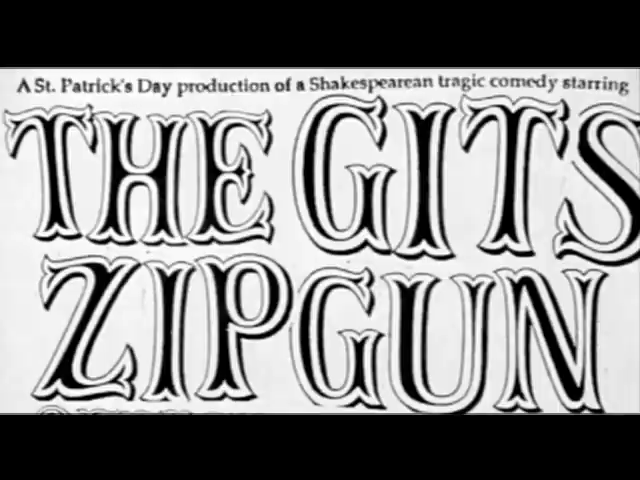 A St. Patrick's Day production of a Shakespearean tragic comedy starring
THE GITS
ZIPGUN